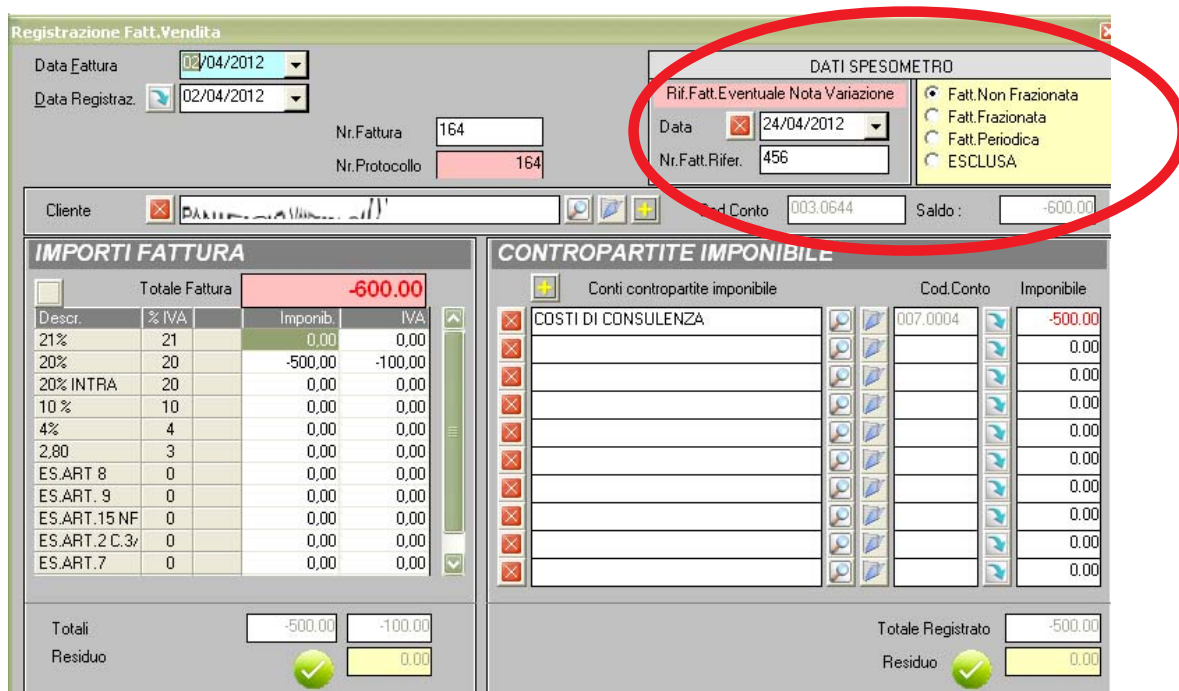 Registrazione Fatt.Vendita
Data Fattura 02/04/2012
Data Registraz. 02/04/2012
Nr.Fattura 164
Nr.Protocollo 164
DATI SPESOMETRO
Rif.Fatt.Eventuale Nota Variazione
Data 24/04/2012
Nr.Fatt.Rifer. 456
Fatt.Non Frazionata
Fatt.Frazionata
Fatt.Periodica
ESCLUSA
Cliente
Cod.Conto 003.0644 Saldo : -600.00
IMPORTI FATTURA
Totale Fattura -600.00
Descr. % IVA Imponib. IVA
21% 21 0,00 0,00
20% 20 -500,00 -100,00
20% INTRA 20 0,00 0,00
10 % 10 0,00 0,00
4% 4 0,00 0,00
2,80 3 0,00 0,00
ES.ART 8 0 0,00 0,00
ES.ART. 9 0 0,00 0,00
ES.ART.15 NF 0 0,00 0,00
ES.ART.2 C.3/ 0 0,00 0,00
ES.ART.7 0 0,00 0,00
Totali -500.00 -100.00
Residuo 0.00
CONTROPARTITE IMPONIBILE
Conti contropartite imponibile Cod.Conto Imponibile
COSTI DI CONSULENZA 007.0004 -500.00
0.00
0.00
0.00
0.00
0.00
0.00
0.00
0.00
0.00
Totale Registrato -500.00
Residuo 0.00